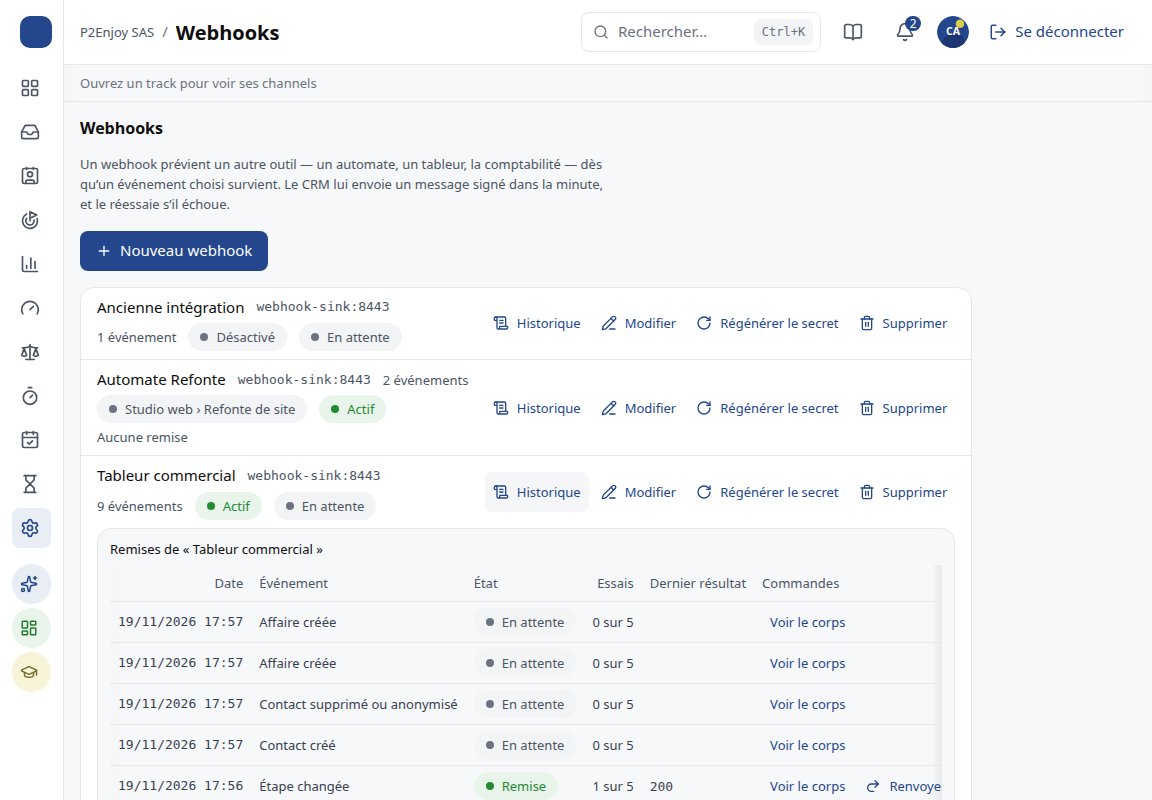 P2Enjoy SAS / Webhooks
Rechercher... Ctrl+K
2
CA
Se déconnecter
Ouvrez un track pour voir ses channels
Webhooks
Un webhook prévient un autre outil — un automate, un tableur, la comptabilité — dès
qu’un événement choisi survient. Le CRM lui envoie un message signé dans la minute,
et le réessaie s’il échoue.
Nouveau webhook
Ancienne intégration webhook-sink:8443
1 événement Désactivé En attente
Historique Modifier Régénérer le secret Supprimer
Automate Refonte webhook-sink:8443 2 événements
Studio web › Refonte de site Actif
Aucune remise
Historique Modifier Régénérer le secret Supprimer
Tableur commercial webhook-sink:8443
9 événements Actif En attente
Historique Modifier Régénérer le secret Supprimer
Remises de « Tableur commercial »
Date Événement État Essais Dernier résultat Commandes
19/11/2026 17:57 Affaire créée En attente 0 sur 5 Voir le corps
19/11/2026 17:57 Affaire créée En attente 0 sur 5 Voir le corps
19/11/2026 17:57 Contact supprimé ou anonymisé En attente 0 sur 5 Voir le corps
19/11/2026 17:57 Contact créé En attente 0 sur 5 Voir le corps
19/11/2026 17:56 Étape changée Remise 1 sur 5 200 Voir le corps Renvoye